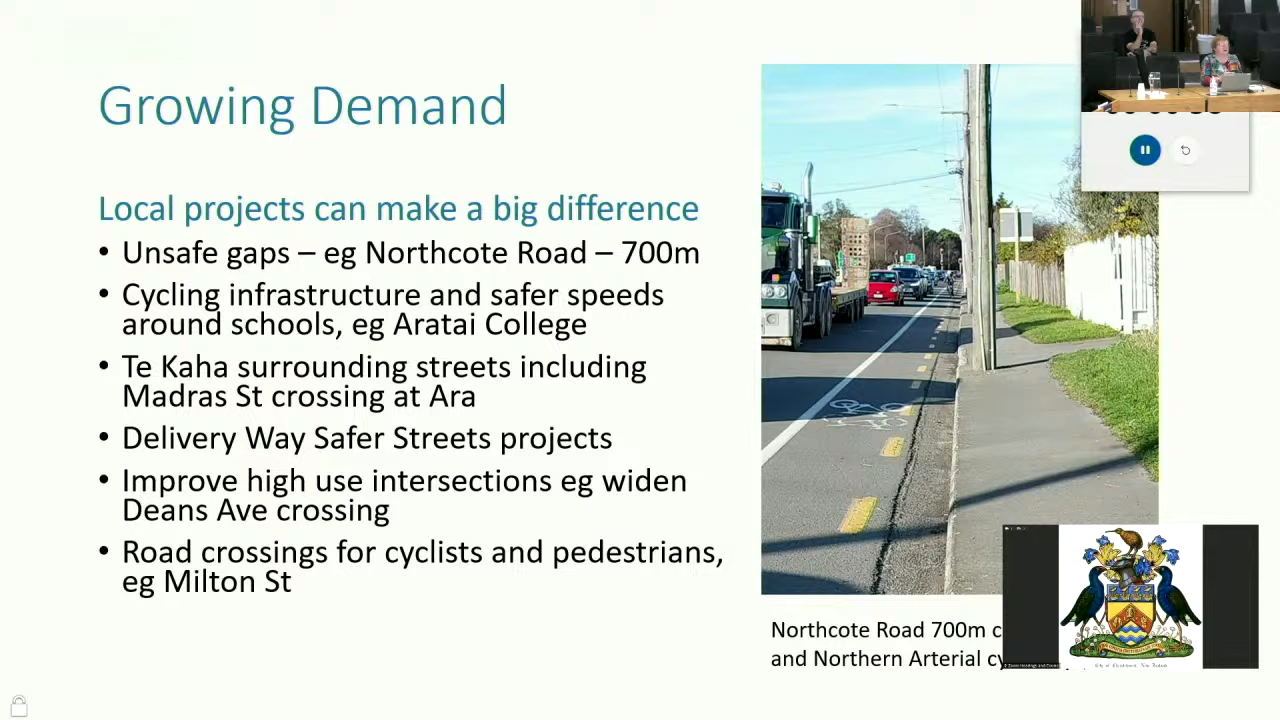 Growing Demand
Local projects can make a big difference
• Unsafe gaps – eg Northcote Road – 700m
• Cycling infrastructure and safer speeds
around schools, eg Aratai College
• Te Kaha surrounding streets including
Madras St crossing at Ara
• Delivery Way Safer Streets projects
• Improve high use intersections eg widen
Deans Ave crossing
• Road crossings for cyclists and pedestrians,
eg Milton St
Northcote Road 700m
and Northern Arterial